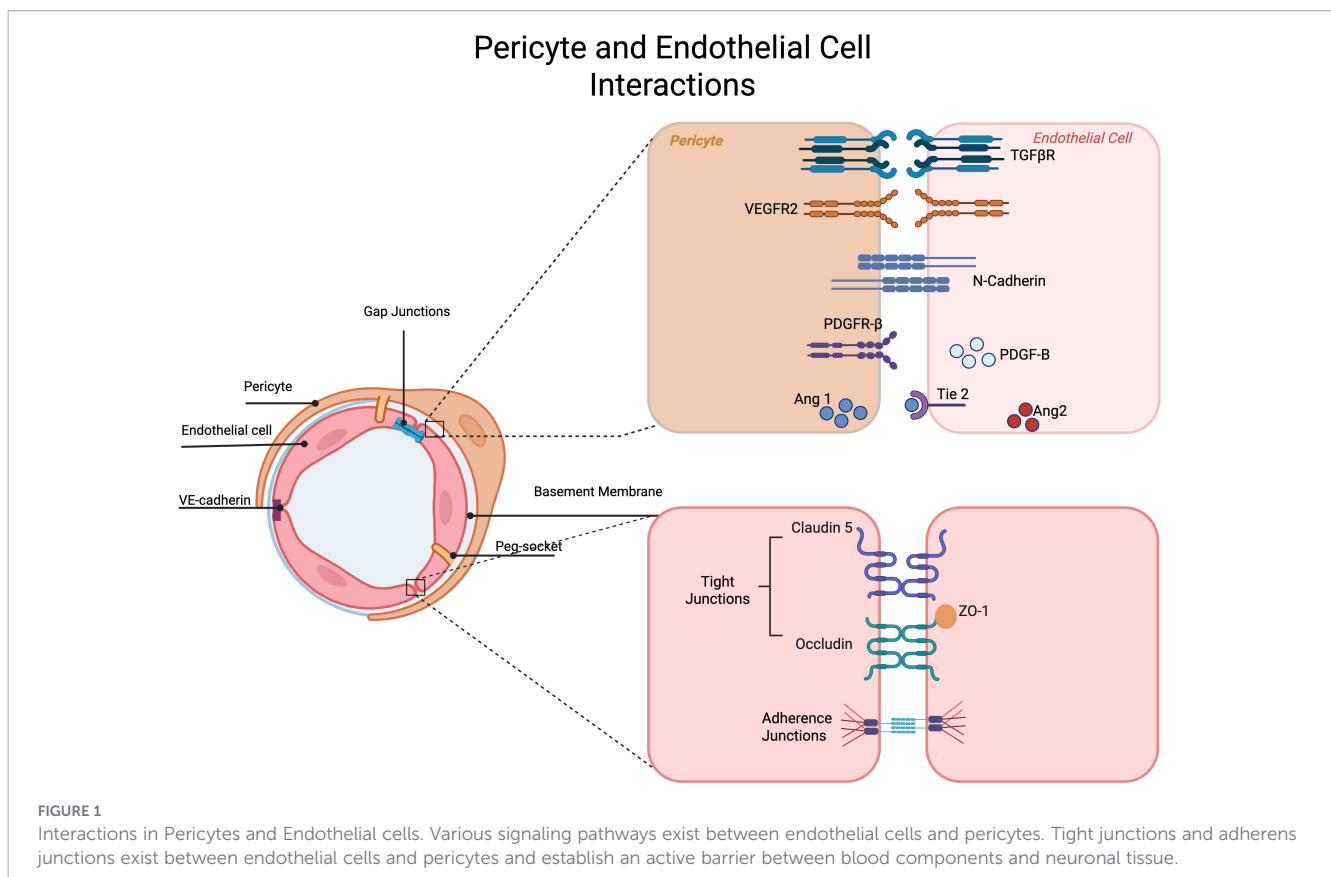 Pericyte and Endothelial Cell
Interactions
Pericyte
Endothelial Cell
TGFβR
VEGFR2
N-Cadherin
PDGFR-β
PDGF-B
Ang 1
Tie 2
Ang2
Gap Junctions
Pericyte
Endothelial cell
VE-cadherin
Basement Membrane
Peg-socket
Claudin 5
Tight
Junctions
ZO-1
Occludin
Adherence
Junctions
FIGURE 1
Interactions in Pericytes and Endothelial cells. Various signaling pathways exist between endothelial cells and pericytes. Tight junctions and adherens
junctions exist between endothelial cells and pericytes and establish an active barrier between blood components and neuronal tissue.